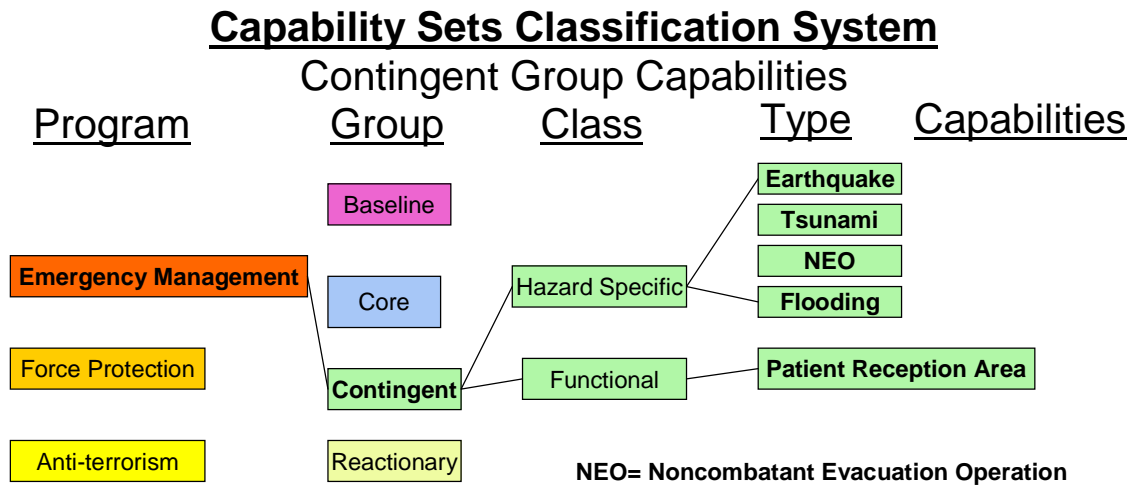 Capability Sets Classification System
Contingent Group Capabilities
Program Group Class Type Capabilities
Earthquake
Baseline
Tsunami
NEO
Emergency Management
Hazard Specific
Core
Flooding
Force Protection
Contingent
Functional
Patient Reception Area
Anti-terrorism
Reactionary
NEO= Noncombatant Evacuation Operation